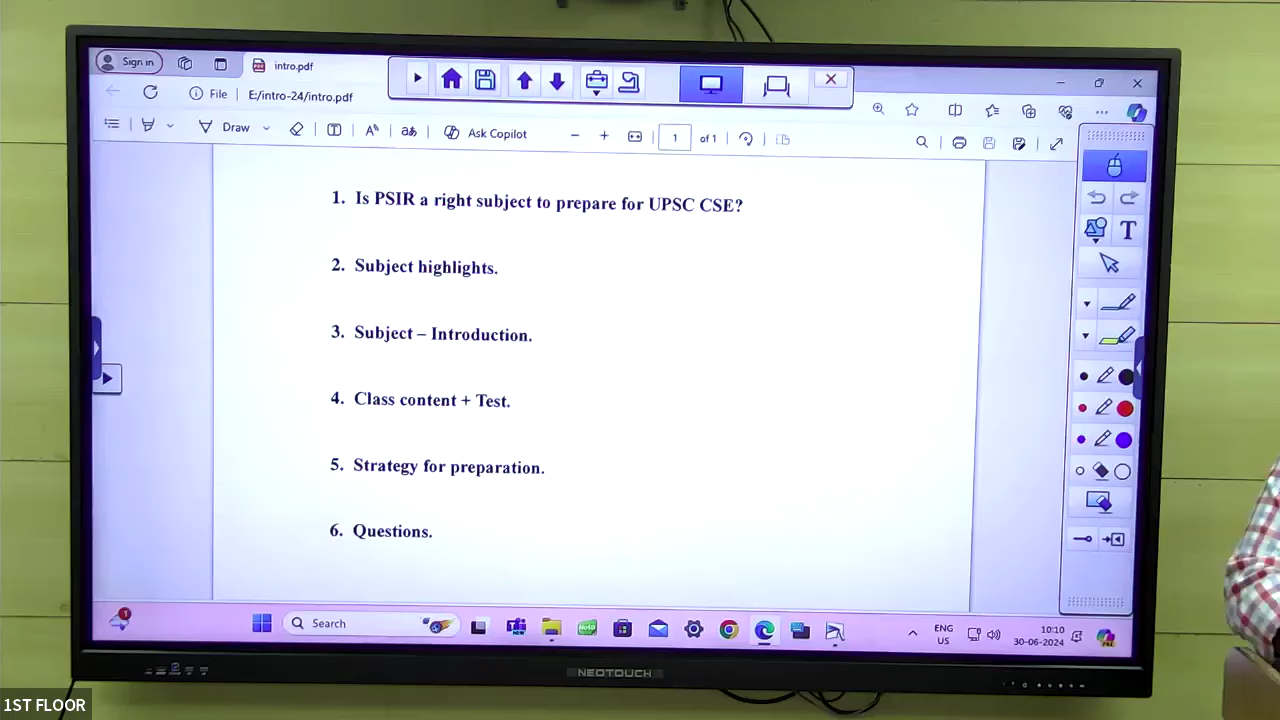 Sign in
intro.pdf
File
E:/intro-24/intro.pdf
Draw
Ask Copilot
1
of 1
1. Is PSIR a right subject to prepare for UPSC CSE?
2. Subject highlights.
3. Subject – Introduction.
4. Class content + Test.
5. Strategy for preparation.
6. Questions.
T
Search
ENG
US
10:10
30-06-2024
NEOTOUCH
1ST FLOOR